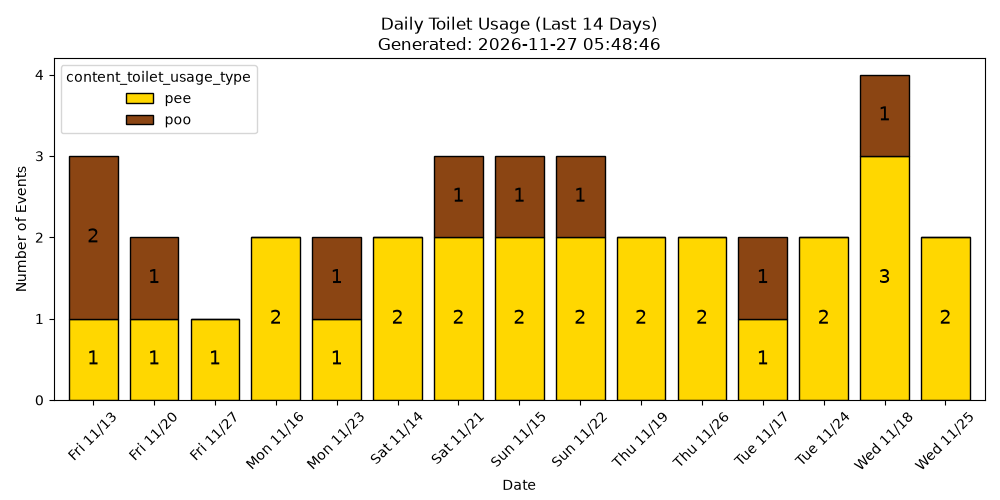 Daily Toilet Usage (Last 14 Days)
Generated: 2026-11-27 05:48:46
Number of Events
4
3
2
1
0
content_toilet_usage_type
pee
poo
2
1
1
1
1
2
1
1
2
1
2
1
2
1
2
2
2
1
1
2
1
3
2
Fri 11/13
Fri 11/20
Fri 11/27
Mon 11/16
Mon 11/23
Sat 11/14
Sat 11/21
Sun 11/15
Sun 11/22
Thu 11/19
Thu 11/26
Tue 11/17
Tue 11/24
Wed 11/18
Wed 11/25
Date